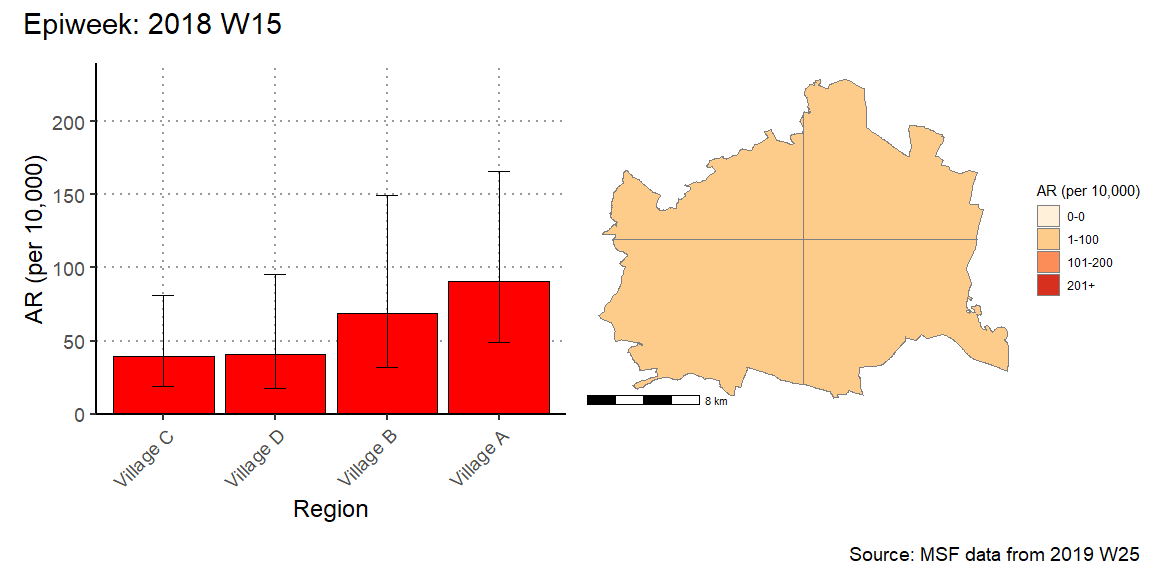 Epiweek: 2018 W15
AR (per 10,000)
200
150
100
50
0
Village C
Village D
Village B
Village A
Region
8 km
AR (per 10,000)
0-0
1-100
101-200
201+
Source: MSF data from 2019 W25